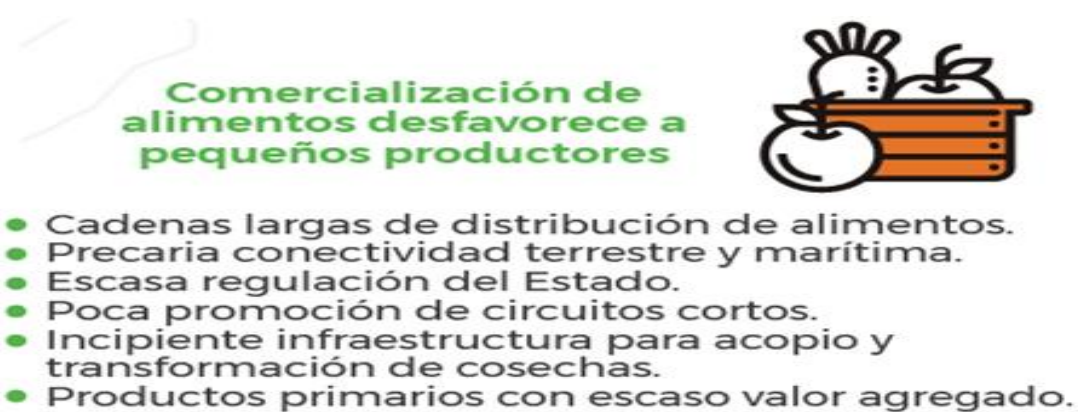 Comercialización de
alimentos desfavorece a
pequeños productores
• Cadenas largas de distribución de alimentos.
• Precaria conectividad terrestre y marítima.
• Escasa regulación del Estado.
• Poca promoción de circuitos cortos.
• Incipiente infraestructura para acopio y
transformación de cosechas.
• Productos primarios con escaso valor agregado.